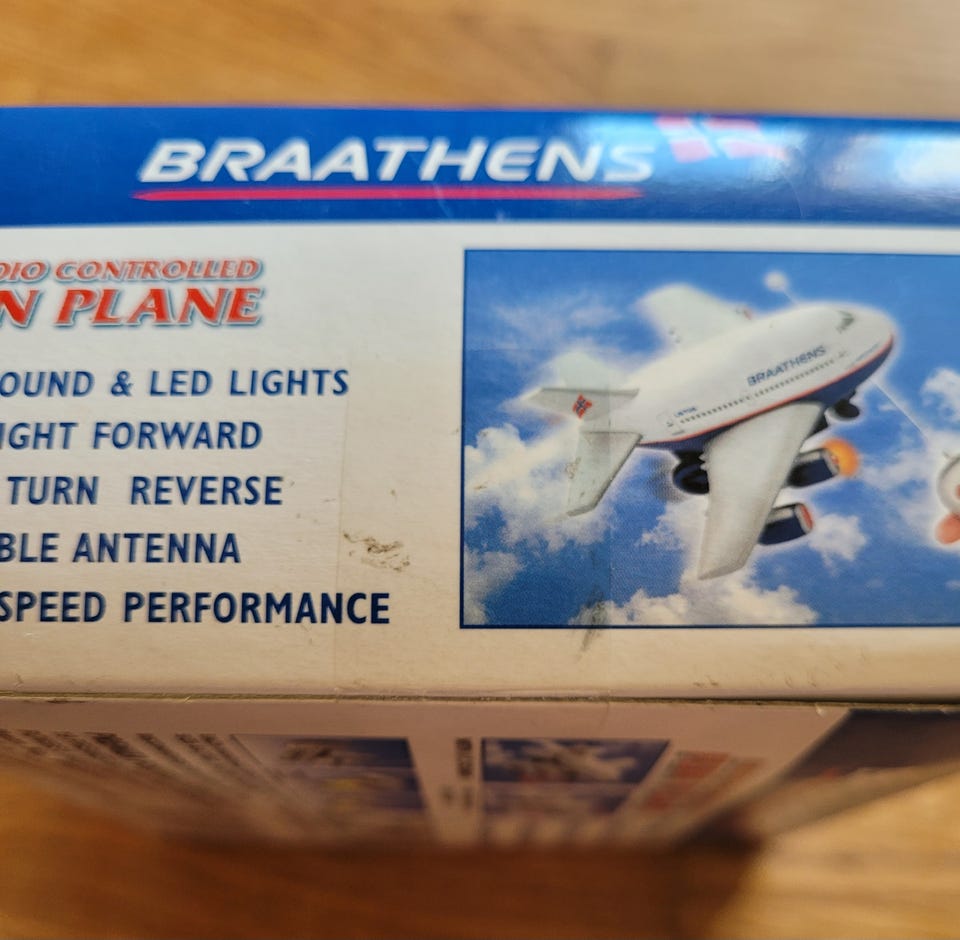 BRAATHENS
DIO CONTROLLED
N PLANE
OUND & LED LIGHTS
IGHT FORWARD
TURN REVERSE
BLE ANTENNA
SPEED PERFORMANCE
BRAATHENS